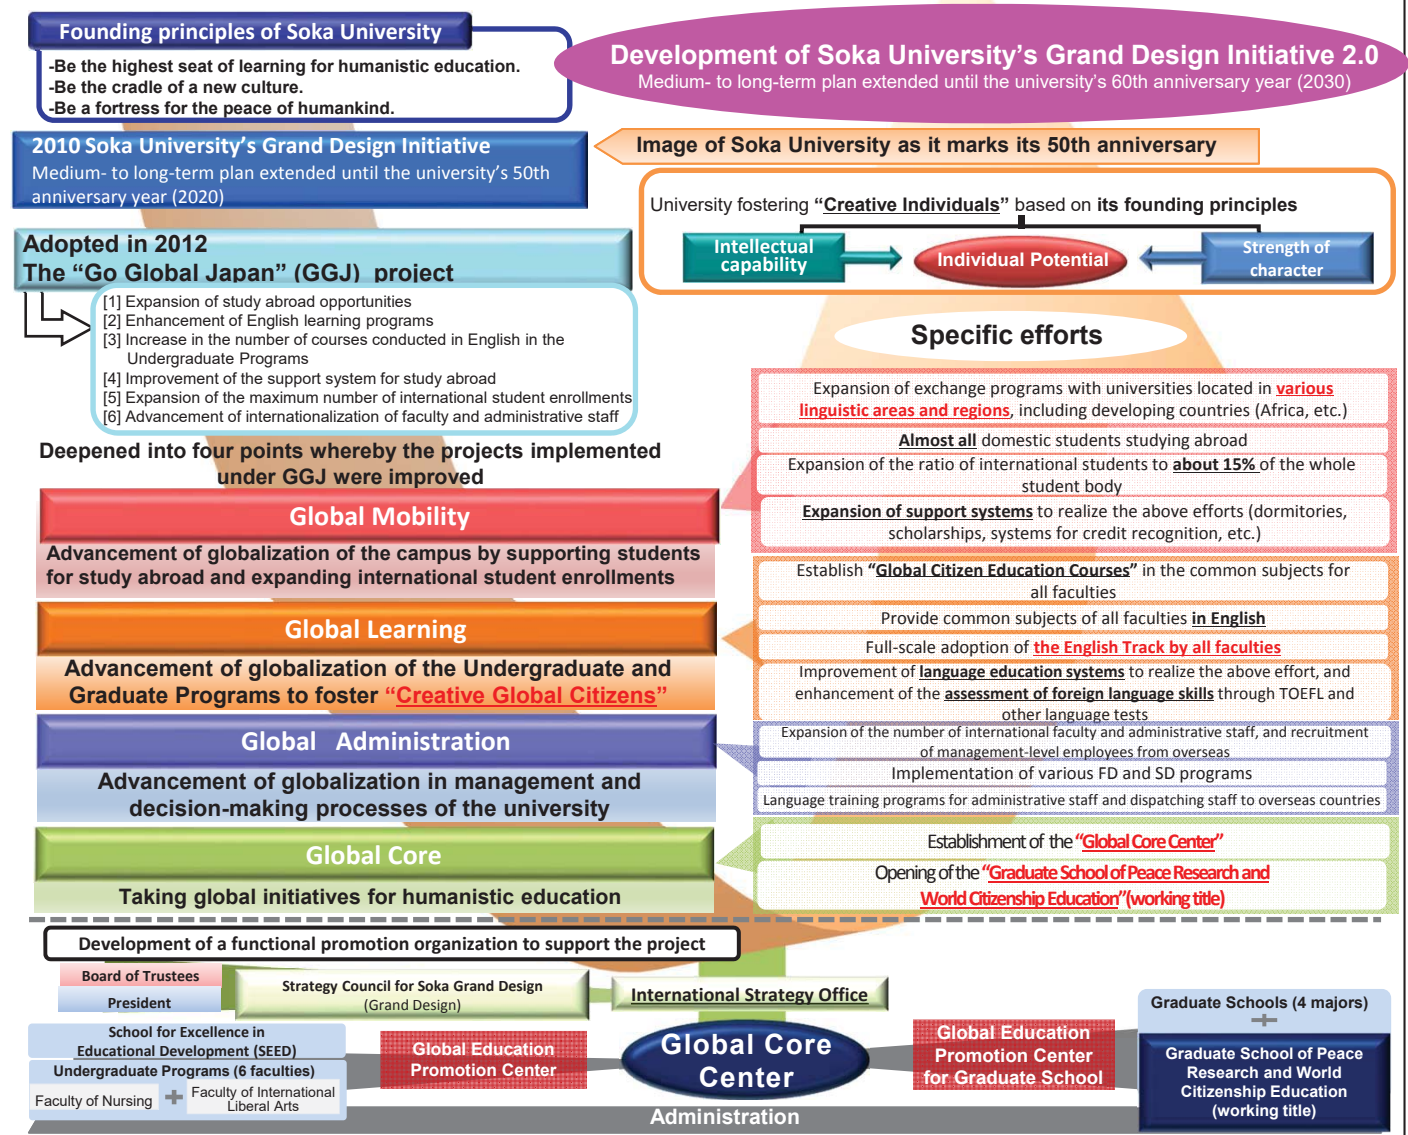 Founding principles of Soka University
-Be the highest seat of learning for humanistic education.
-Be the cradle of a new culture.
-Be a fortress for the peace of humankind.
Development of Soka University's Grand Design Initiative 2.0
Medium- to long-term plan extended until the university's 60th anniversary year (2030)
2010 Soka University's Grand Design Initiative
Medium- to long-term plan extended until the university's 50th
anniversary year (2020)
Image of Soka University as it marks its 50th anniversary
University fostering "Creative Individuals" based on its founding principles
Intellectual
capability
Individual Potential
Strength of
character
Adopted in 2012
The "Go Global Japan" (GGJ) project
[1] Expansion of study abroad opportunities
[2] Enhancement of English learning programs
[3] Increase in the number of courses conducted in English in the
Undergraduate Programs
[4] Improvement of the support system for study abroad
[5] Expansion of the maximum number of international student enrollments
[6] Advancement of internationalization of faculty and administrative staff
Deepened into four points whereby the projects implemented
under GGJ were improved
Specific efforts
Global Mobility
Advancement of globalization of the campus by supporting students
for study abroad and expanding international student enrollments
Expansion of exchange programs with universities located in various
linguistic areas and regions, including developing countries (Africa, etc.)
Almost all domestic students studying abroad
Expansion of the ratio of international students to about 15% of the whole
student body
Expansion of support systems to realize the above efforts (dormitories,
scholarships, systems for credit recognition, etc.)
Global Learning
Advancement of globalization of the Undergraduate and
Graduate Programs to foster "Creative Global Citizens"
Establish "Global Citizen Education Courses" in the common subjects for
all faculties
Provide common subjects of all faculties in English
Full-scale adoption of the English Track by all faculties
Improvement of language education systems to realize the above effort, and
enhancement of the assessment of foreign language skills through TOEFL and
other language tests
Global Administration
Advancement of globalization in management and
decision-making processes of the university
Expansion of the number of international faculty and administrative staff, and recruitment
of management-level employees from overseas
Implementation of various FD and SD programs
Language training programs for administrative staff and dispatching staff to overseas countries
Global Core
Taking global initiatives for humanistic education
Establishment of the "Global Core Center"
Opening of the "Graduate School of Peace Research and
World Citizenship Education"(working title)
Development of a functional promotion organization to support the project
Board of Trustees
President
Strategy Council for Soka Grand Design
(Grand Design)
International Strategy Office
School for Excellence in
Educational Development (SEED)
Undergraduate Programs (6 faculties)
Faculty of Nursing
+
Faculty of International
Liberal Arts
Global Education
Promotion Center
Global Core
Center
Global Education
Promotion Center
for Graduate School
Graduate Schools (4 majors)
+
Graduate School of Peace
Research and World
Citizenship Education
(working title)
Administration